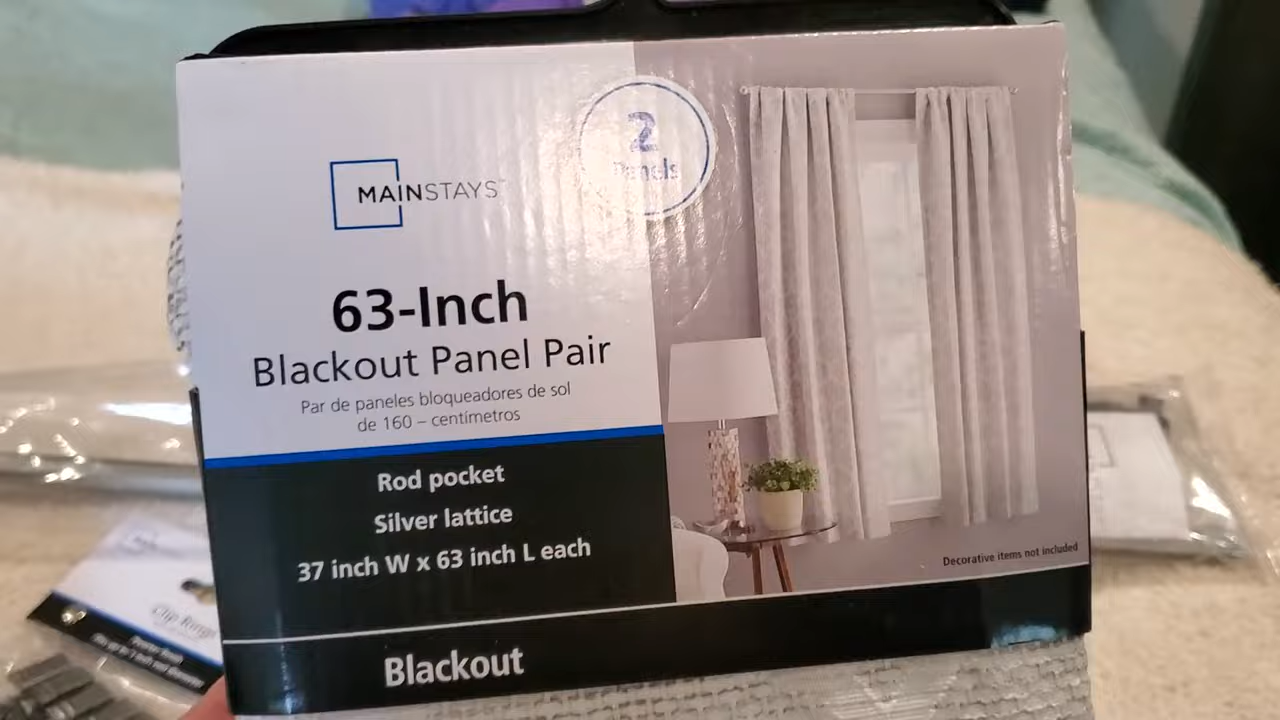 MAINSTAYS
2
Panels
63-Inch
Blackout Panel Pair
Par de paneles bloqueadores de sol
de 160 – centímetros
Rod pocket
Silver lattice
37 inch W x 63 inch L each
Decorative items not included
Blackout
MAINSTAYS
Clip Rings